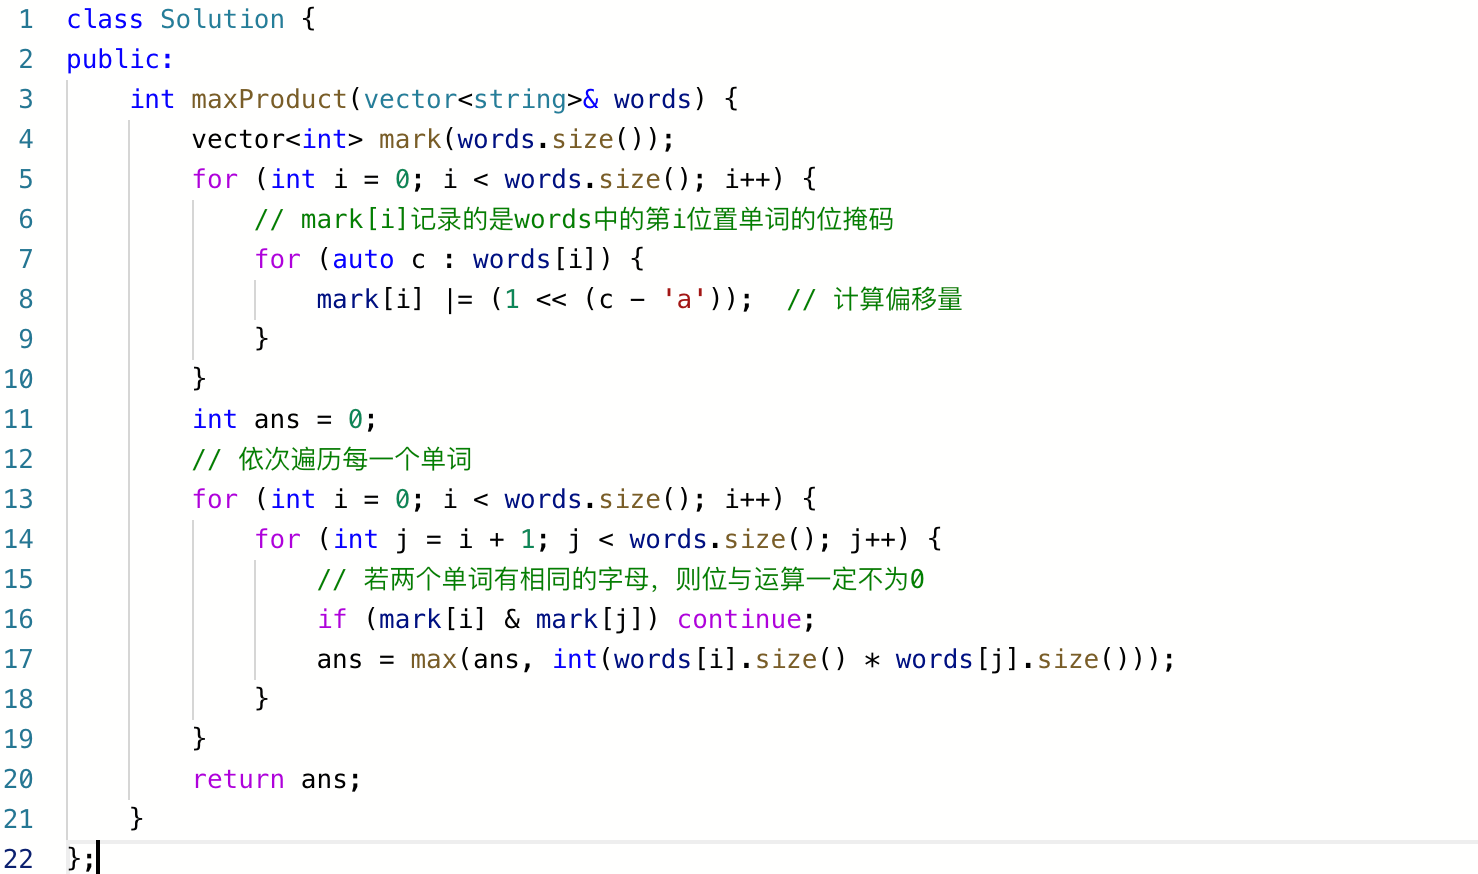 1 class Solution {
2 public:
3     int maxProduct(vector<string>& words) {
4         vector<int> mark(words.size());
5         for (int i = 0; i < words.size(); i++) {
6             // mark[i]记录的是words中的第i位置单词的位掩码
7             for (auto c : words[i]) {
8                 mark[i] |= (1 << (c - 'a'));  // 计算偏移量
9             }
10         }
11         int ans = 0;
12         // 依次遍历每一个单词
13         for (int i = 0; i < words.size(); i++) {
14             for (int j = i + 1; j < words.size(); j++) {
15                 // 若两个单词有相同的字母，则位与运算一定不为0
16                 if (mark[i] & mark[j]) continue;
17                 ans = max(ans, int(words[i].size() * words[j].size()));
18             }
19         }
20         return ans;
21     }
22 };